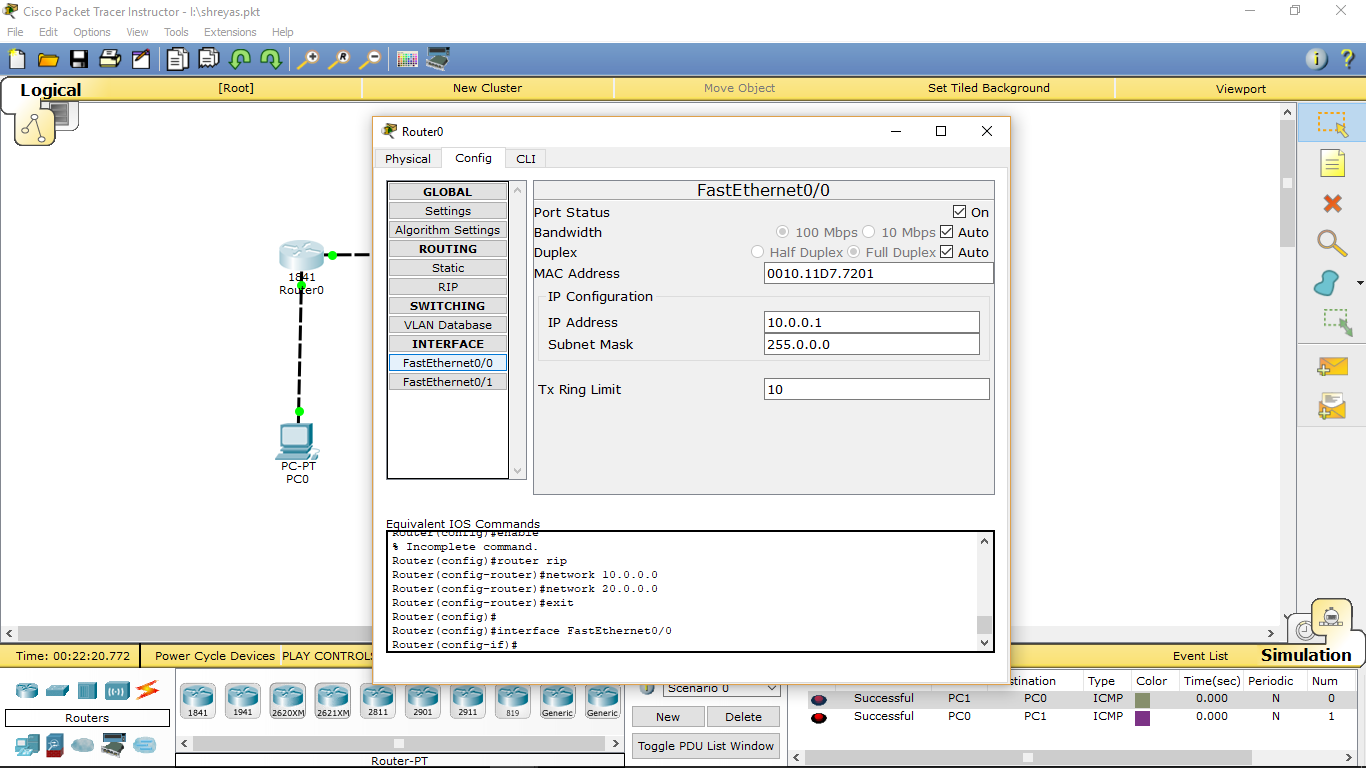 Cisco Packet Tracer Instructor - I:\shreyas.pkt
File Edit Options View Tools Extensions Help
Logical [Root] New Cluster Move Object Set Tiled Background Viewport
Router0
Physical Config CLI
GLOBAL
Settings
Algorithm Settings
ROUTING
Static
RIP
SWITCHING
VLAN Database
INTERFACE
FastEthernet0/0
FastEthernet0/1
FastEthernet0/0
Port Status On
Bandwidth 100 Mbps 10 Mbps Auto
Duplex Half Duplex Full Duplex Auto
MAC Address 0010.11D7.7201
IP Configuration
IP Address 10.0.0.1
Subnet Mask 255.0.0.0
Tx Ring Limit 10
1841
Router0
PC-PT
PC0
Equivalent IOS Commands
Router(config)#enable
% Incomplete command.
Router(config)#router rip
Router(config-router)#network 10.0.0.0
Router(config-router)#network 20.0.0.0
Router(config-router)#exit
Router(config)#
Router(config)#interface FastEthernet0/0
Router(config-if)#
Time: 00:22:20.772 Power Cycle Devices PLAY CONTROLS Event List Simulation
Routers
1841 1941 2620XM 2621XM 2811 2901 2911 819 Generic Generic
Router-PT
Scenario 0
New Delete
Toggle PDU List Window
stination Type Color Time(sec) Periodic Num
Successful PC1 PC0 ICMP 0.000 N 0
Successful PC0 PC1 ICMP 0.000 N 1